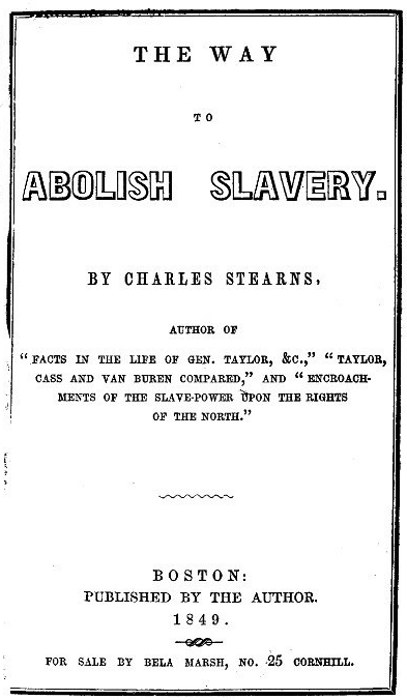 THE WAY
TO
ABOLISH SLAVERY.
BY CHARLES STEARNS,
AUTHOR OF
"FACTS IN THE LIFE OF GEN. TAYLOR, &C.," "TAYLOR,
CASS AND VAN BUREN COMPARED," AND "ENCROACH-
MENTS OF THE SLAVE-POWER UPON THE RIGHTS
OF THE NORTH."
BOSTON:
PUBLISHED BY THE AUTHOR.
1849.
FOR SALE BY BELA MARSH, NO. 25 CORNHILL.